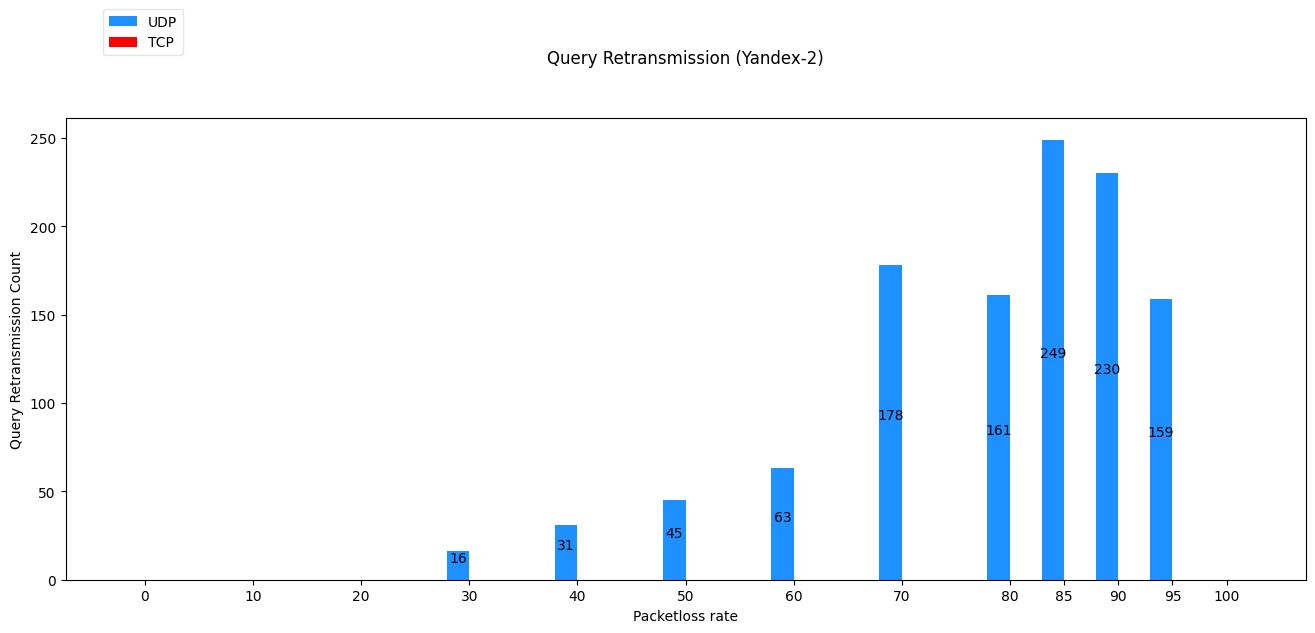 UDP
TCP
Query Retransmission (Yandex-2)
Query Retransmission Count
250
200
150
100
50
0
16
31
45
63
178
161
249
230
159
0 10 20 30 40 50 60 70 80 85 90 95 100
Packetloss rate